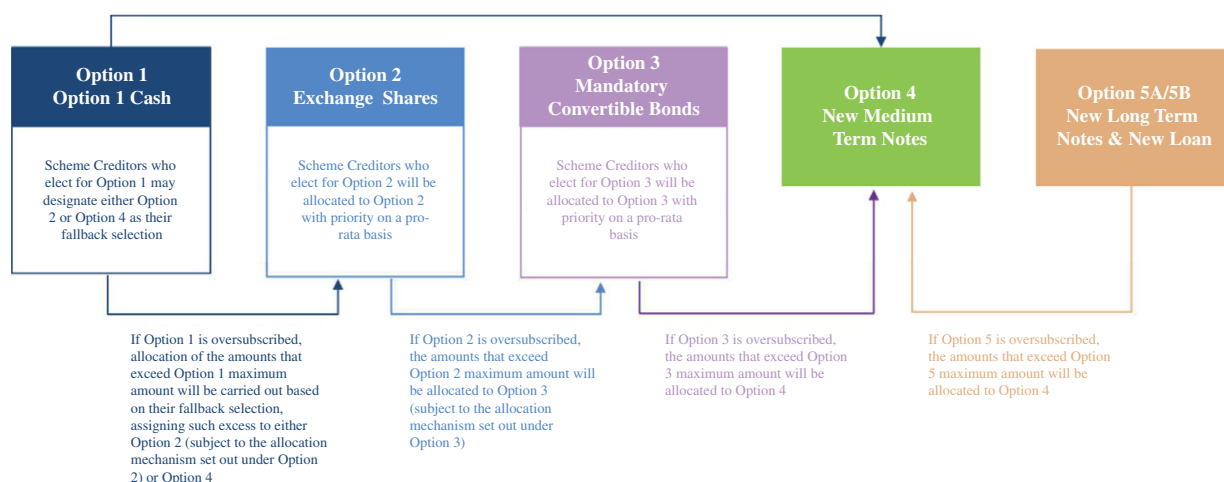 Option 1
Option 1 Cash
Scheme Creditors who
elect for Option 1 may
designate either Option
2 or Option 4 as their
fallback selection
Option 2
Exchange Shares
Scheme Creditors who
elect for Option 2 will be
allocated to Option 2
with priority on a pro-
rata basis
Option 3
Mandatory
Convertible Bonds
Scheme Creditors who
elect for Option 3 will be
allocated to Option 3 with
priority on a pro-rata
basis
Option 4
New Medium
Term Notes
Option 5A/5B
New Long Term
Notes & New Loan
If Option 1 is oversubscribed,
allocation of the amounts that
exceed Option 1 maximum
amount will be carried out based
on their fallback selection,
assigning such excess to either
Option 2 (subject to the allocation
mechanism set out under Option
2) or Option 4
If Option 2 is oversubscribed,
the amounts that exceed
Option 2 maximum amount will
be allocated to Option 3
(subject to the allocation
mechanism set out under
Option 3)
If Option 3 is oversubscribed,
the amounts that exceed Option
3 maximum amount will be
allocated to Option 4
If Option 5 is oversubscribed,
the amounts that exceed Option
5 maximum amount will be
allocated to Option 4